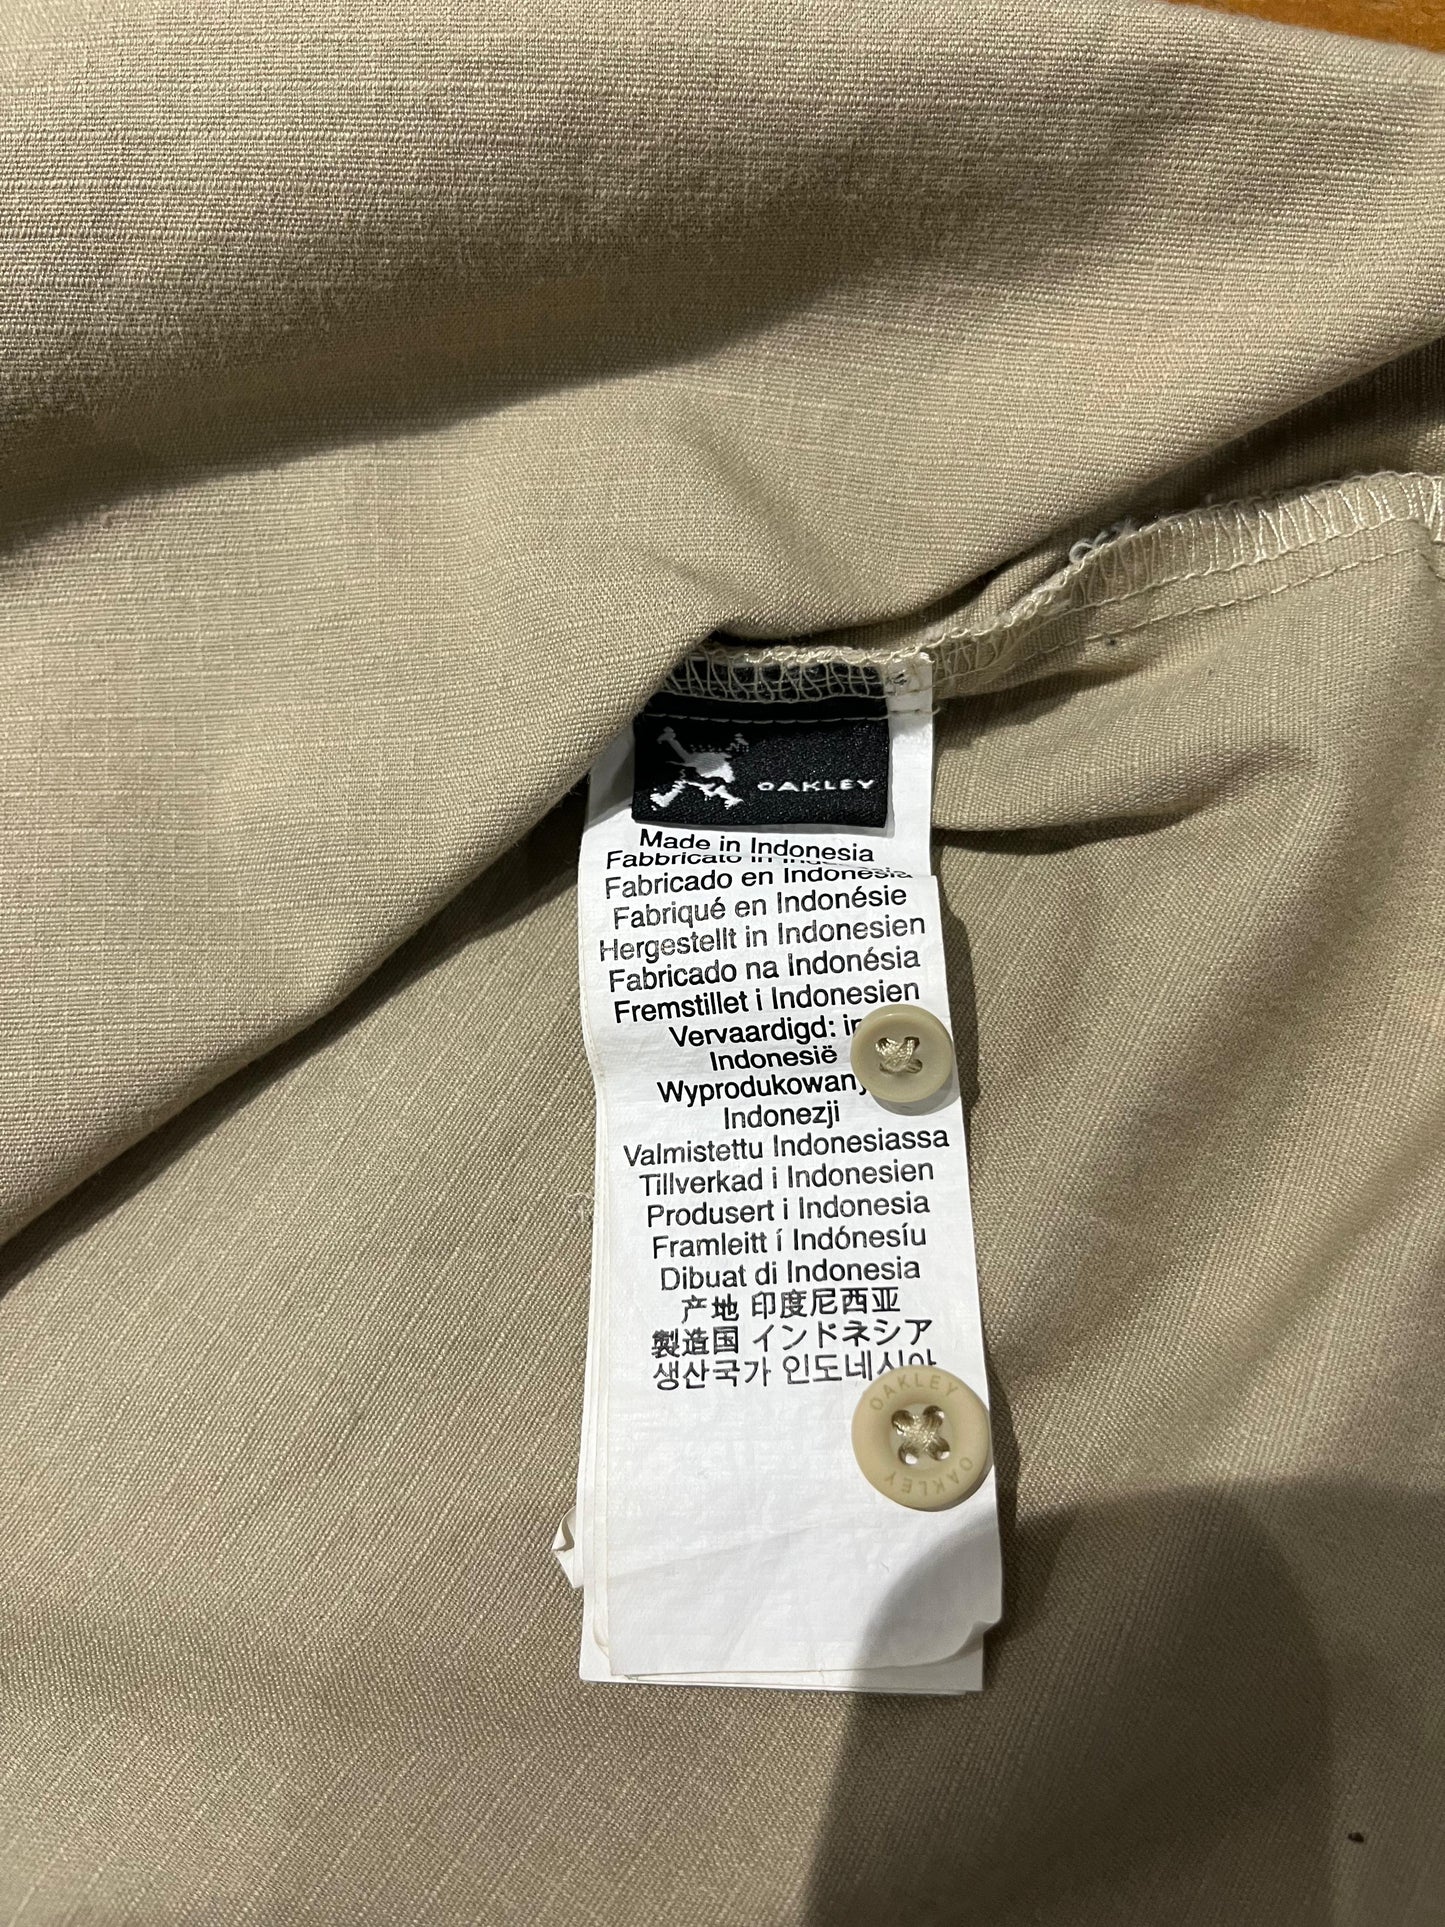 OAKLEY
Made in Indonesia
Fabbricato in
Fabricado en Indonesia
Fabriqué en Indonésie
Hergestellt in Indonesien
Fabricado na Indonésia
Fremstillet i Indonesien
Vervaardigd: in
Indonesië
Wyprodukowany
Indonezji
Valmistettu Indonesiassa
Tillverkad i Indonesien
Produsert i Indonesia
Framleitt í Indónesíu
Dibuat di Indonesia
产地 印度尼西亚
製造国 インドネシア
생산국가 인도네시아
OAKLEY
OAKLEY